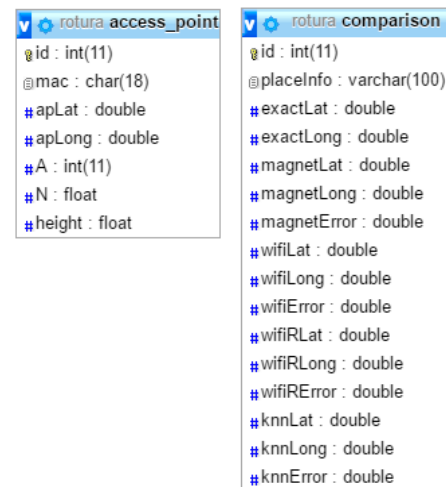 rotura access_point
id : int(11)
mac : char(18)
apLat : double
apLong : double
A : int(11)
N : float
height : float
rotura comparison
id : int(11)
placeInfo : varchar(100)
exactLat : double
exactLong : double
magnetLat : double
magnetLong : double
magnetError : double
wifiLat : double
wifiLong : double
wifiError : double
wifiRLat : double
wifiRLong : double
wifiRError : double
knnLat : double
knnLong : double
knnError : double